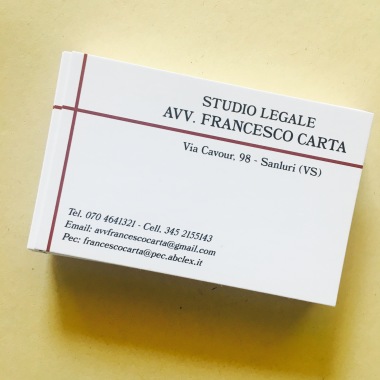 STUDIO LEGALE
AVV. FRANCESCO CARTA
Via Cavour, 98 - Sanluri (VS)
Tel. 070 4641321 - Cell. 345 2155143
Email: avvfrancescocarta@gmail.com
Pec: francescocarta@pec.abclex.it